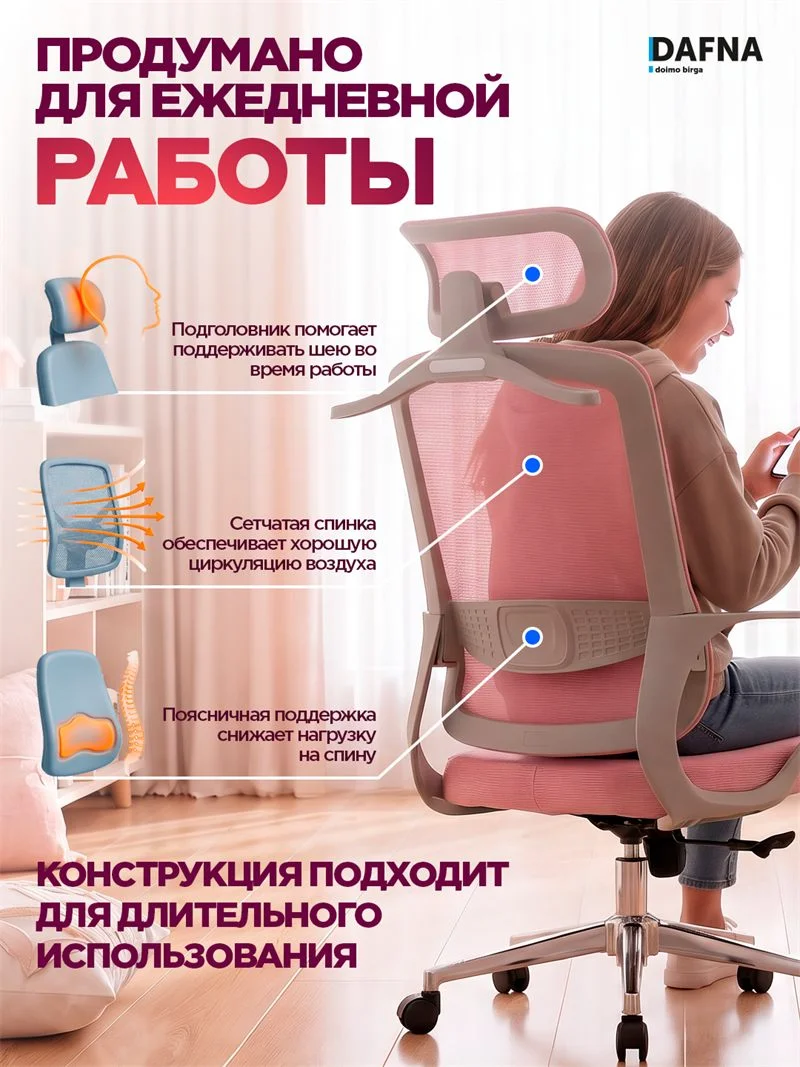 ПРОДУМАНО
ДЛЯ ЕЖЕДНЕВНОЙ
РАБОТЫ
DAFNA
doimo birga
Подголовник помогает
поддерживать шею во
время работы
Сетчатая спинка
обеспечивает хорошую
циркуляцию воздуха
Поясничная поддержка
снижает нагрузку
на спину
КОНСТРУКЦИЯ ПОДХОДИТ
ДЛЯ ДЛИТЕЛЬНОГО
ИСПОЛЬЗОВАНИЯ